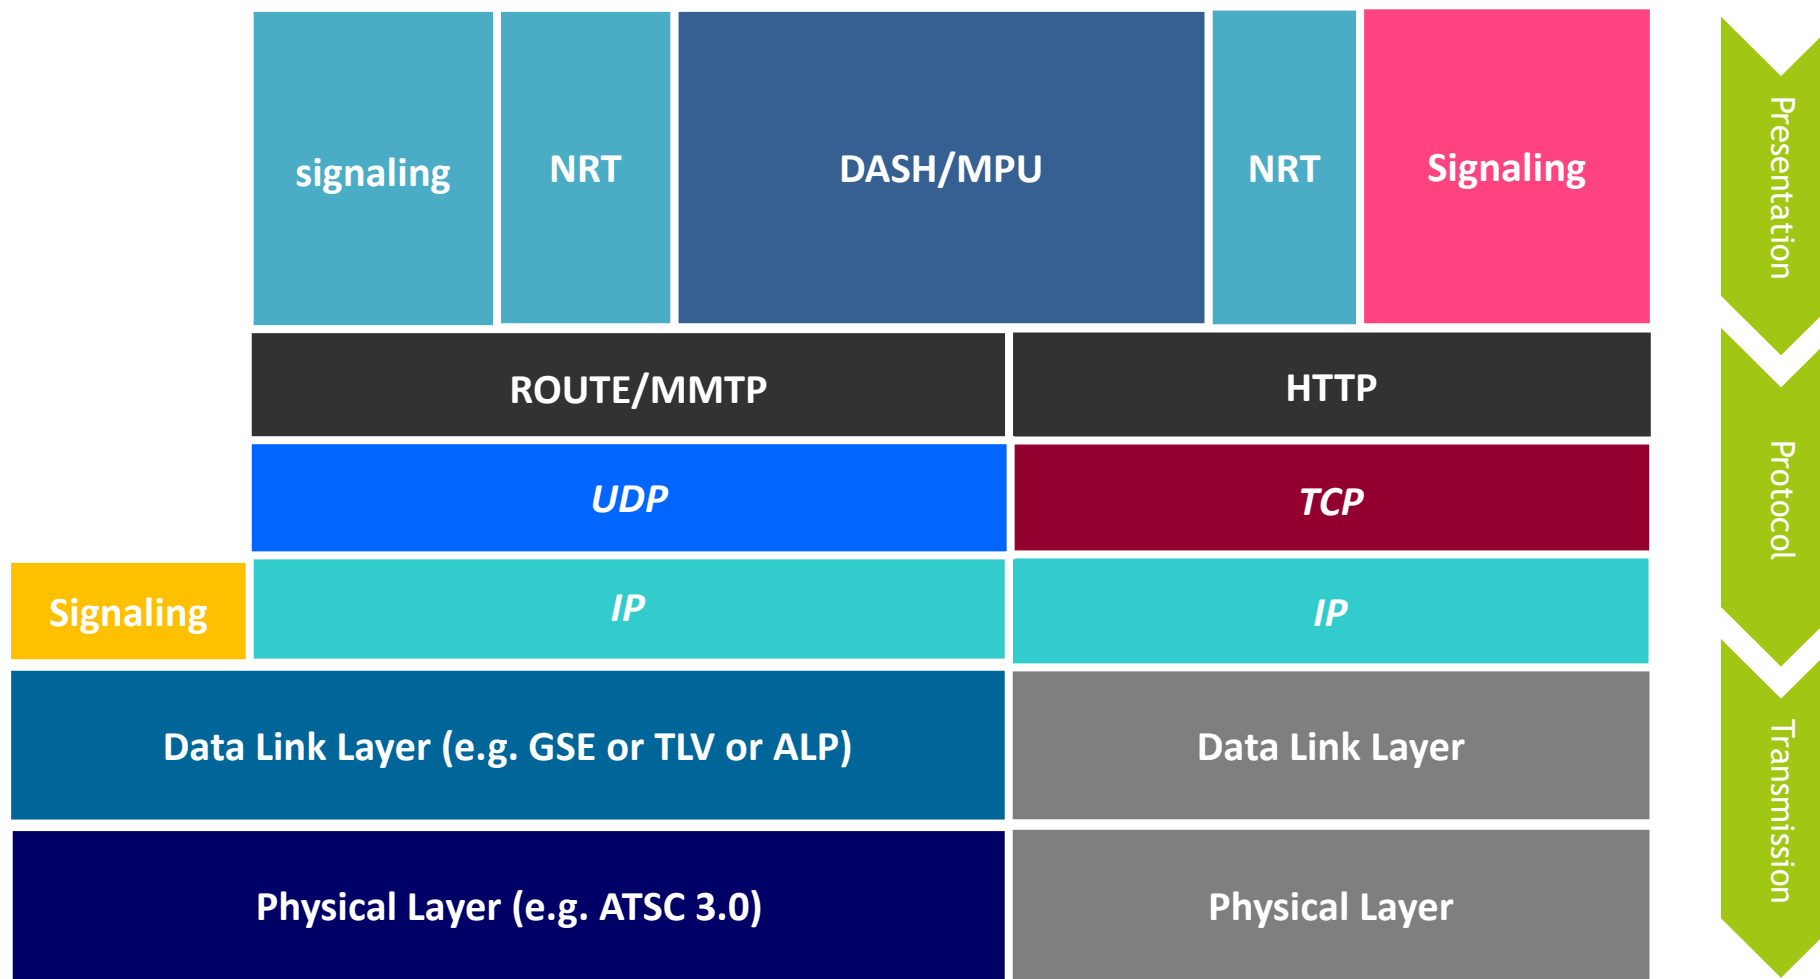 signaling
NRT
DASH/MPU
NRT
Signaling
Presentation
ROUTE/MMTP
HTTP
UDP
TCP
Protocol
Signaling
IP
IP
Data Link Layer (e.g. GSE or TLV or ALP)
Data Link Layer
Transmission
Physical Layer (e.g. ATSC 3.0)
Physical Layer